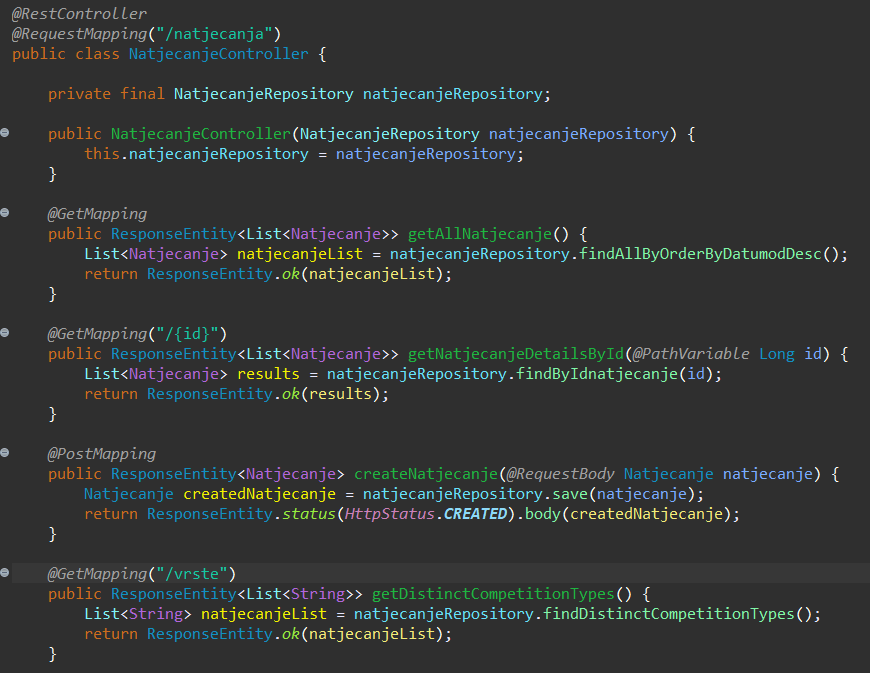 @RestController
@RequestMapping("/natjecanja")
public class NatjecanjeController {
private final NatjecanjeRepository natjecanjeRepository;
public NatjecanjeController(NatjecanjeRepository natjecanjeRepository) {
this.natjecanjeRepository = natjecanjeRepository;
}
@GetMapping
public ResponseEntity<List<Natjecanje>> getAllNatjecanje() {
List<Natjecanje> natjecanjeList = natjecanjeRepository.findAllByOrderByDatumodDesc();
return ResponseEntity.ok(natjecanjeList);
}
@GetMapping("/{id}")
public ResponseEntity<List<Natjecanje>> getNatjecanjeDetailsById(@PathVariable Long id) {
List<Natjecanje> results = natjecanjeRepository.findByIdnatjecanje(id);
return ResponseEntity.ok(results);
}
@PostMapping
public ResponseEntity<Natjecanje> createNatjecanje(@RequestBody Natjecanje natjecanje) {
Natjecanje createdNatjecanje = natjecanjeRepository.save(natjecanje);
return ResponseEntity.status(HttpStatus.CREATED).body(createdNatjecanje);
}
@GetMapping("/vrste")
public ResponseEntity<List<String>> getDistinctCompetitionTypes() {
List<String> natjecanjeList = natjecanjeRepository.findDistinctCompetitionTypes();
return ResponseEntity.ok(natjecanjeList);
}